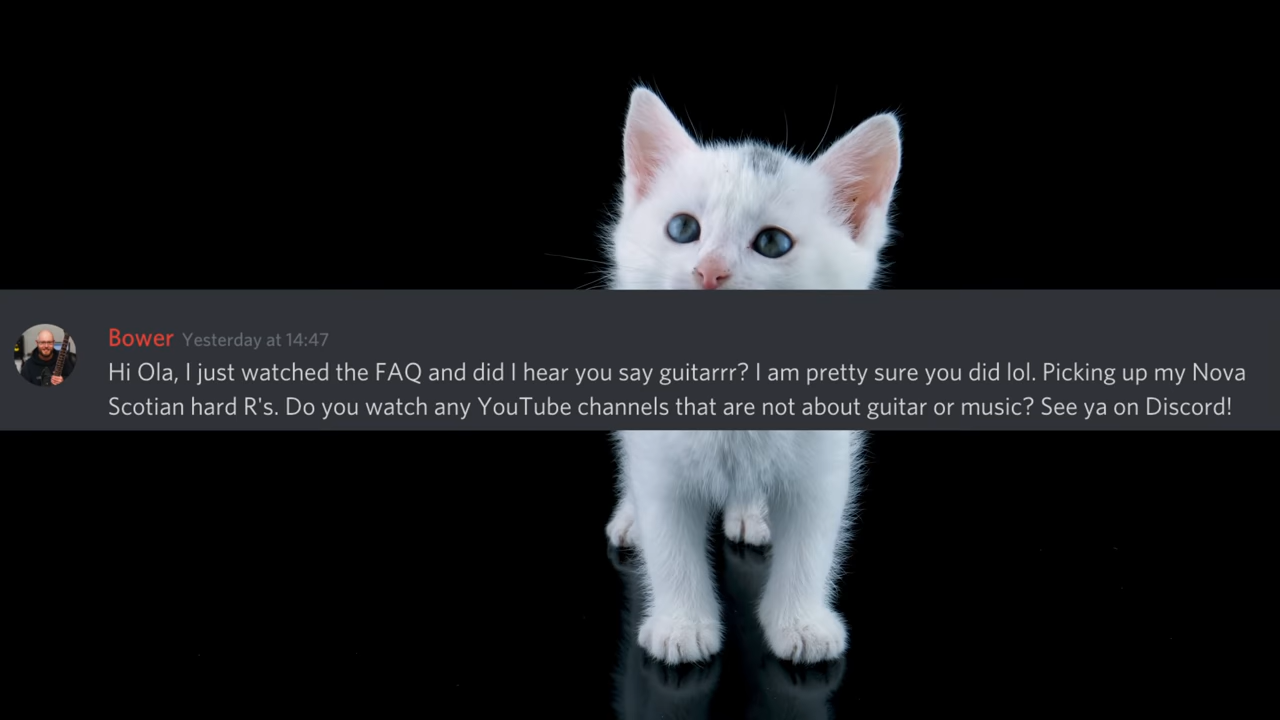 Bower Yesterday at 14:47
Hi Ola, I just watched the FAQ and did I hear you say guitarrr? I am pretty sure you did lol. Picking up my Nova
Scotian hard R's. Do you watch any YouTube channels that are not about guitar or music? See ya on Discord!